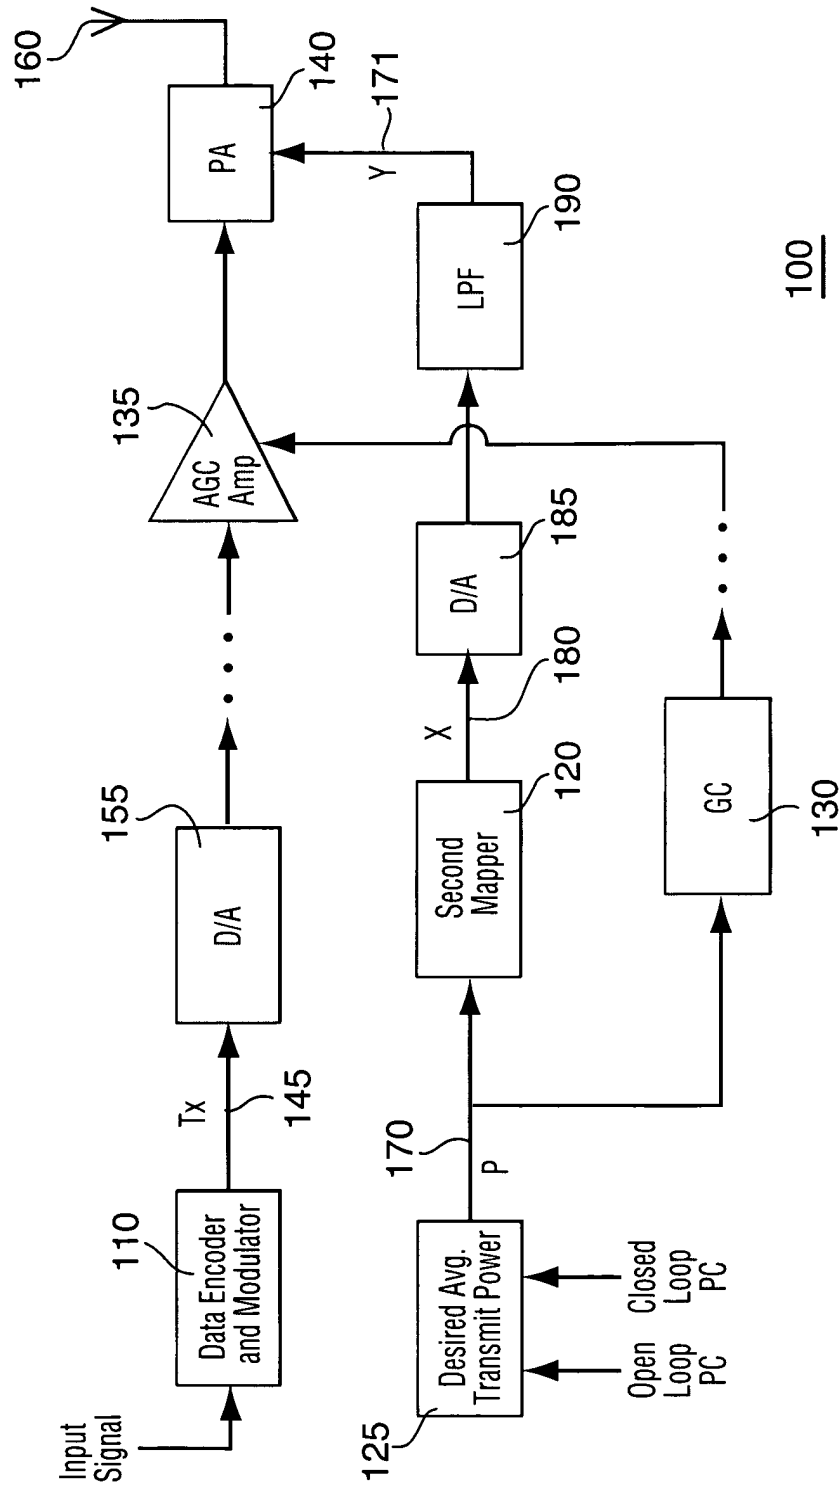 Input
Signal
110
Data Encoder
and Modulator
Tx
145
155
D/A
135
AGC
Amp
160
PA
140
125
Desired Avg.
Transmit Power
Open
Loop
PC
Closed
Loop
PC
170
P
Second
Mapper
120
X
180
D/A
185
LPF
190
Y
171
GC
130
100